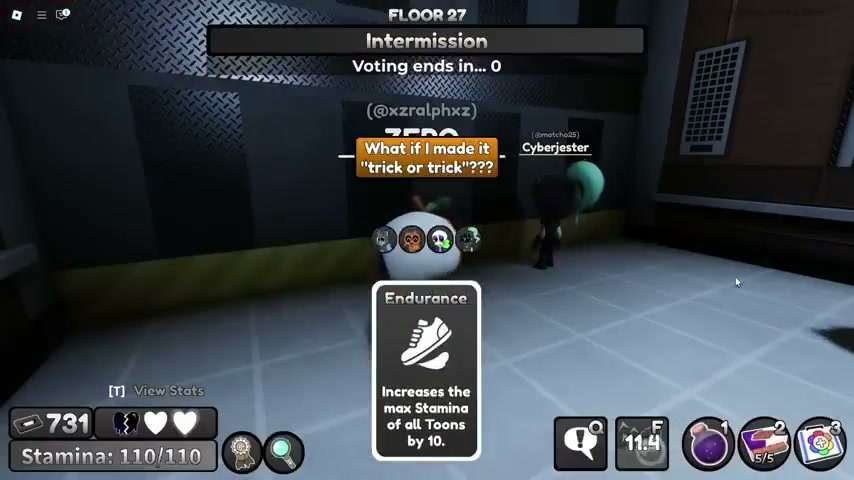 FLOOR 27
Intermission
Voting ends in... 0
(@xzralphxz)
ZERO
What if I made it
"trick or trick"???
(@matcho25)
Cyberjester
Endurance
Increases the
max Stamina
of all Toons
by 10.
[T] View Stats
731
Stamina: 110/110
Q
F
11.4
1
2
5/5
3